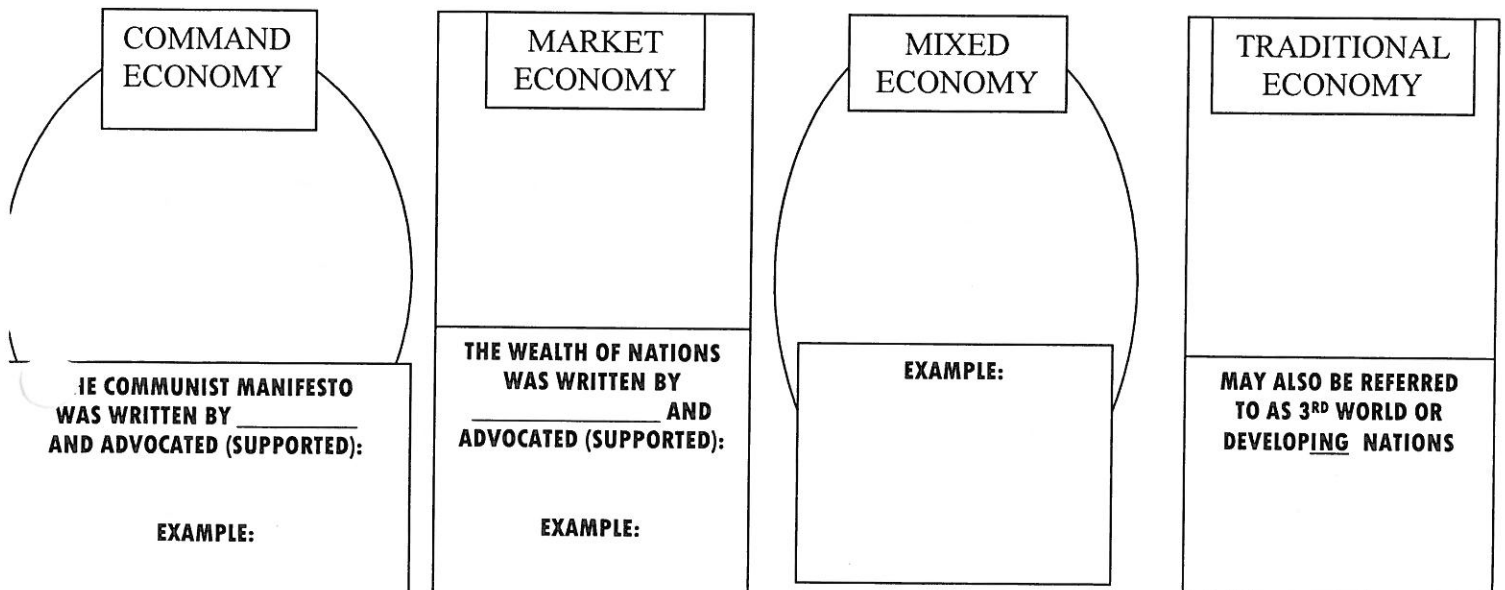 COMMAND
ECONOMY
IE COMMUNIST MANIFESTO
WAS WRITTEN BY __________
AND ADVOCATED (SUPPORTED):
EXAMPLE:
MARKET
ECONOMY
THE WEALTH OF NATIONS
WAS WRITTEN BY
________________ AND
ADVOCATED (SUPPORTED):
EXAMPLE:
MIXED
ECONOMY
EXAMPLE:
TRADITIONAL
ECONOMY
MAY ALSO BE REFERRED
TO AS 3RD WORLD OR
DEVELOPING NATIONS